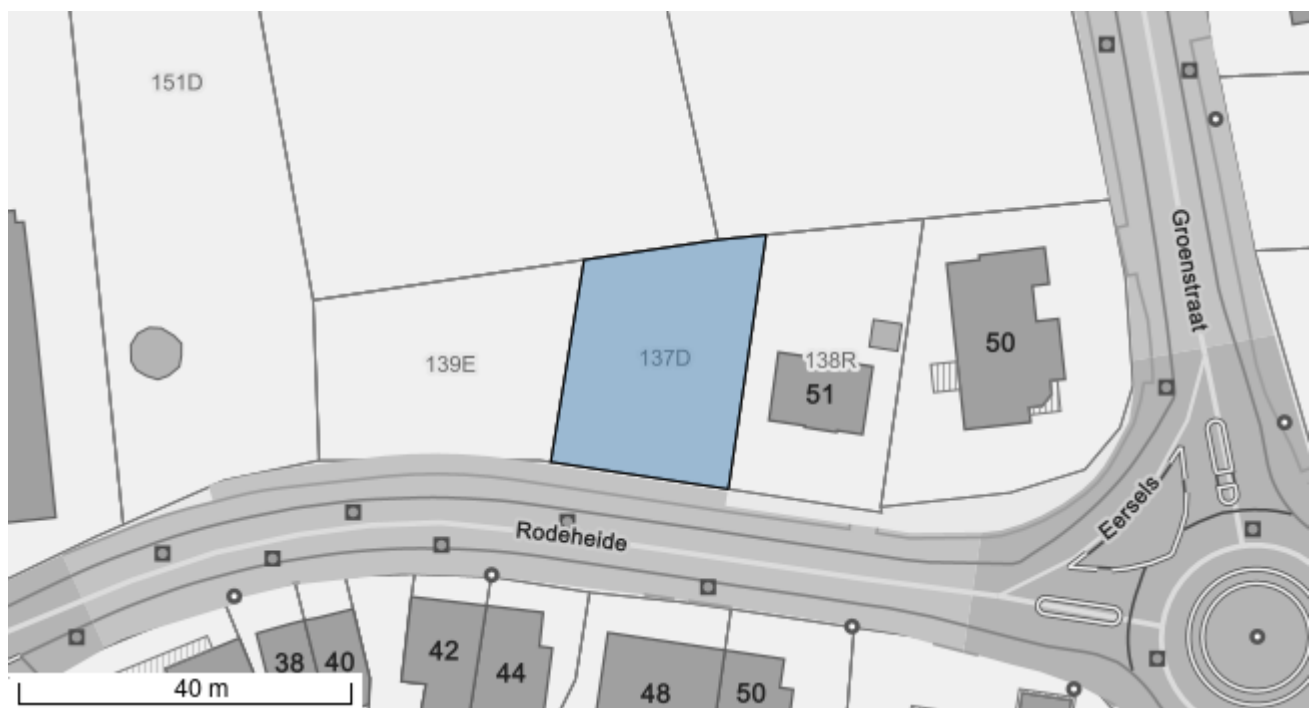 151D
Groenstraat
50
137D
139E
138R
51
Eersels
Rodeheide
42
38
40
44
48
50
40 m